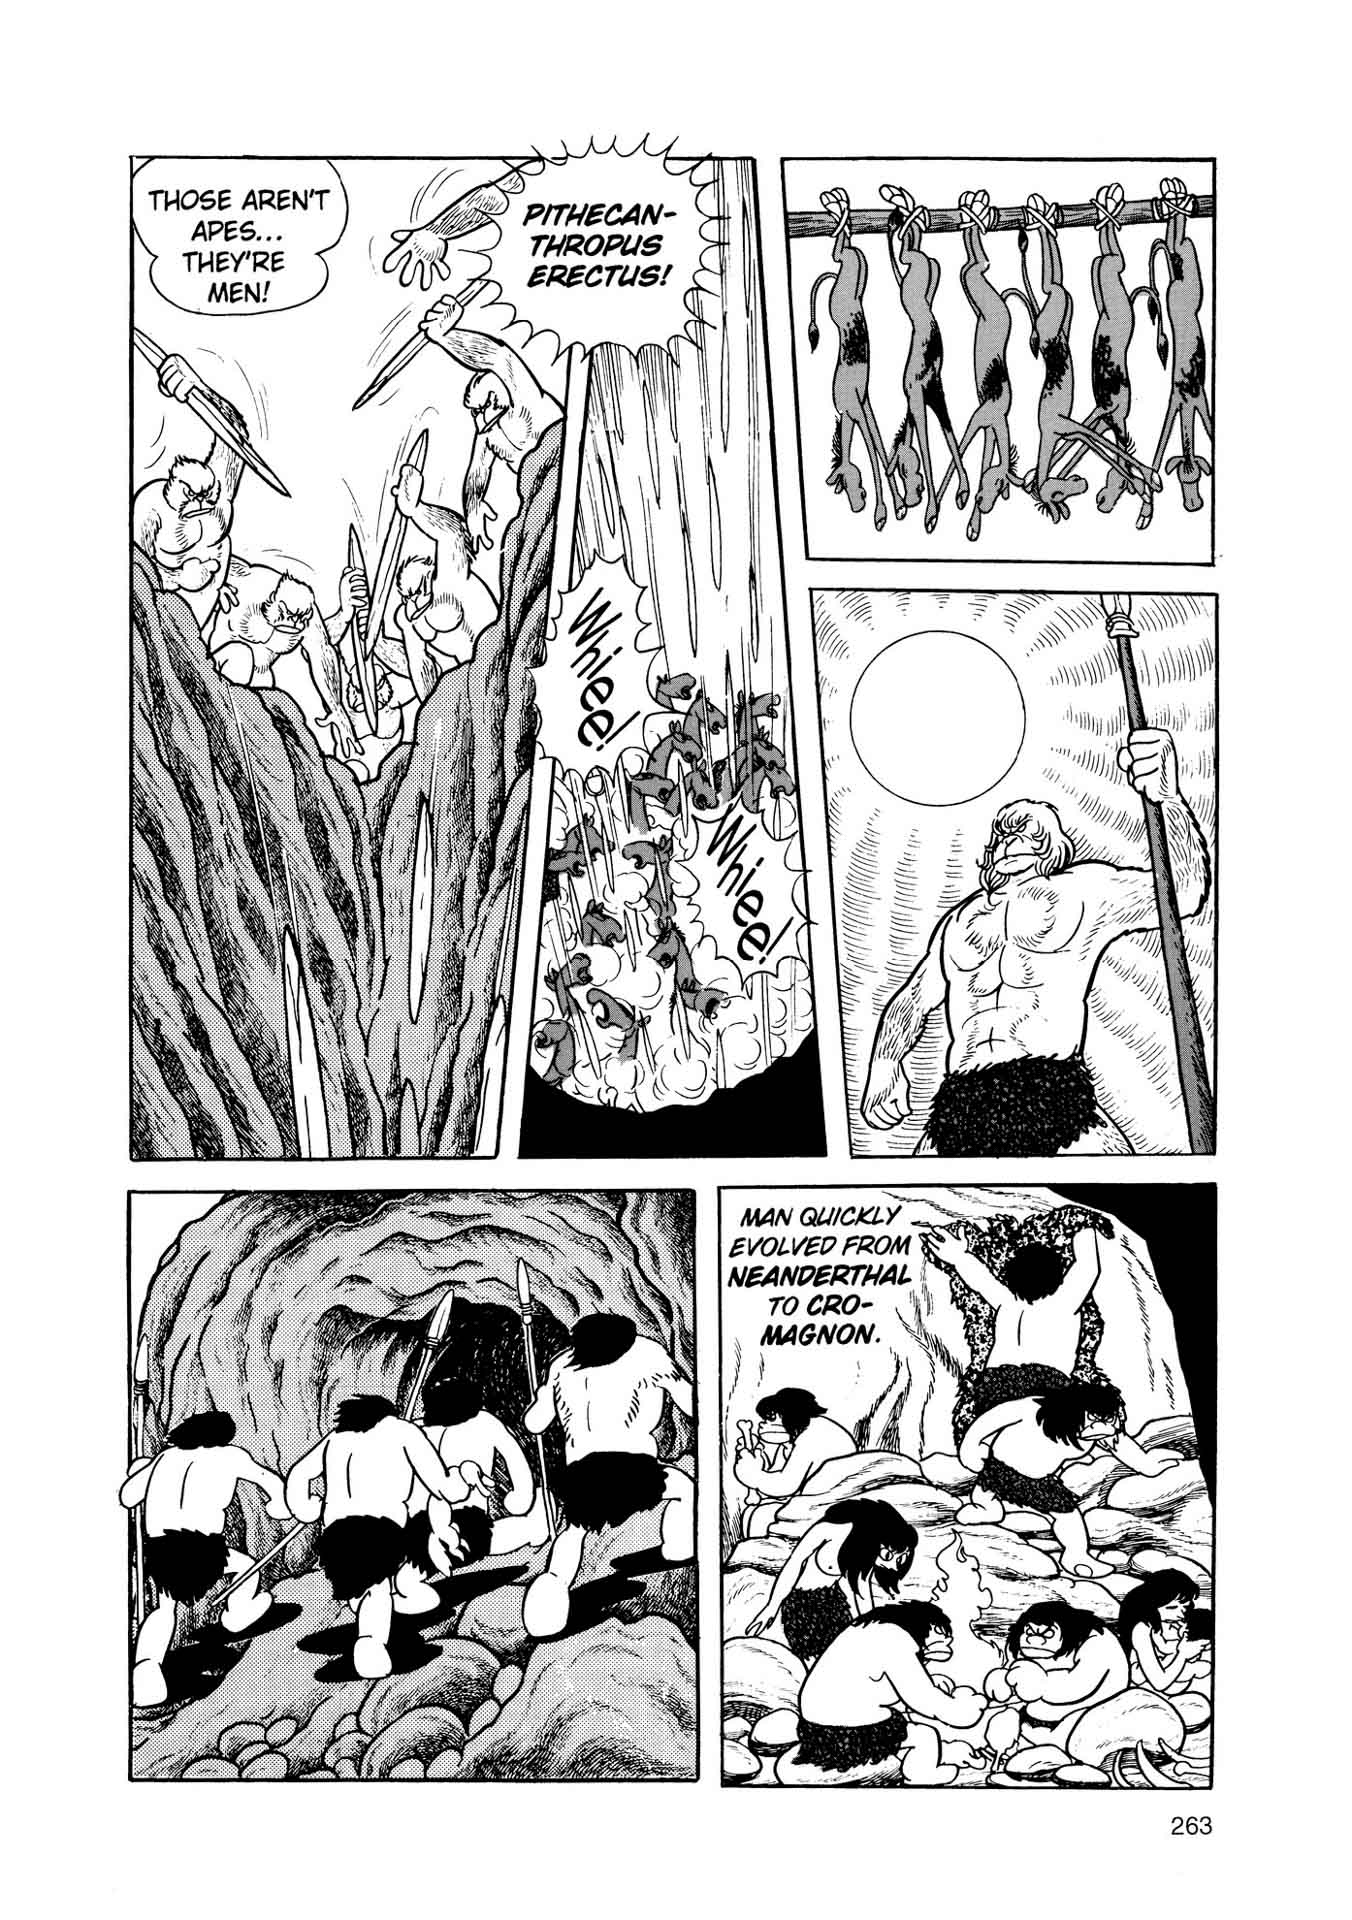 THOSE AREN'T
APES...
THEY'RE
MEN!
PITHECAN-
THROPUS
ERECTUS!
Whiee!
Whiee!
MAN QUICKLY
EVOLVED FROM
NEANDERTHAL
TO CRO-
MAGNON.
263